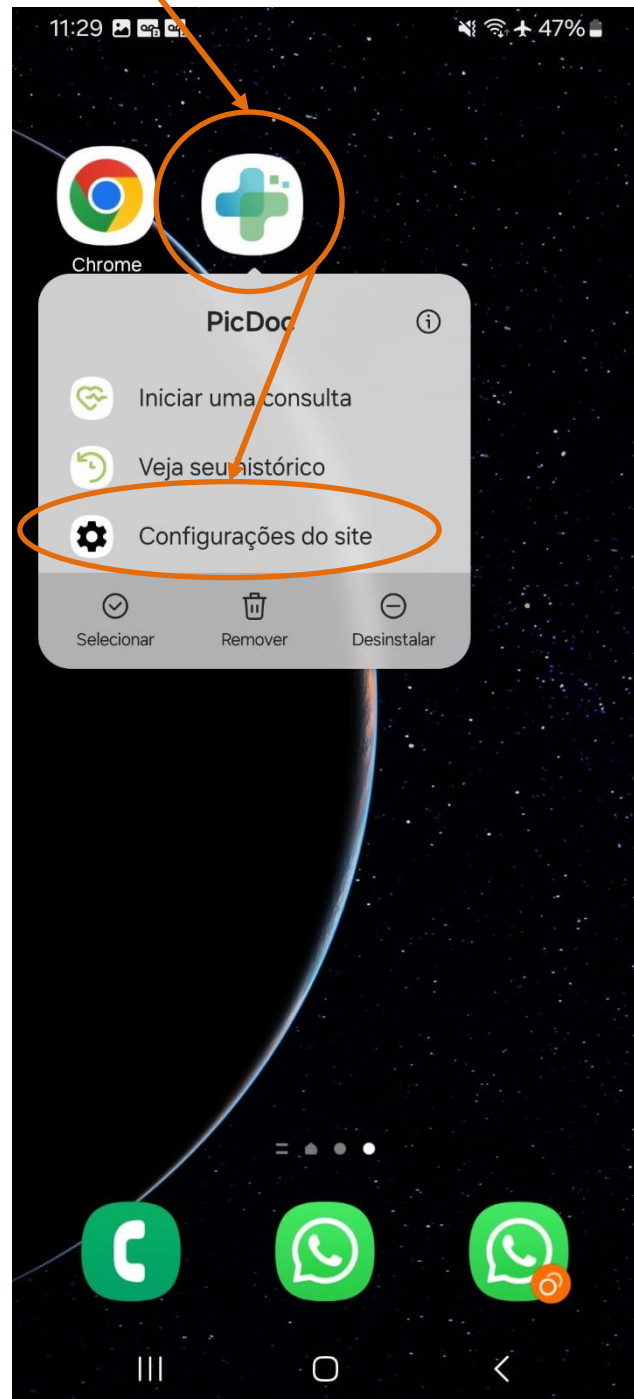 11:29
47%
Chrome
PicDoc
Iniciar uma consulta
Veja seu histórico
Configurações do site
Selecionar
Remover
Desinstalar